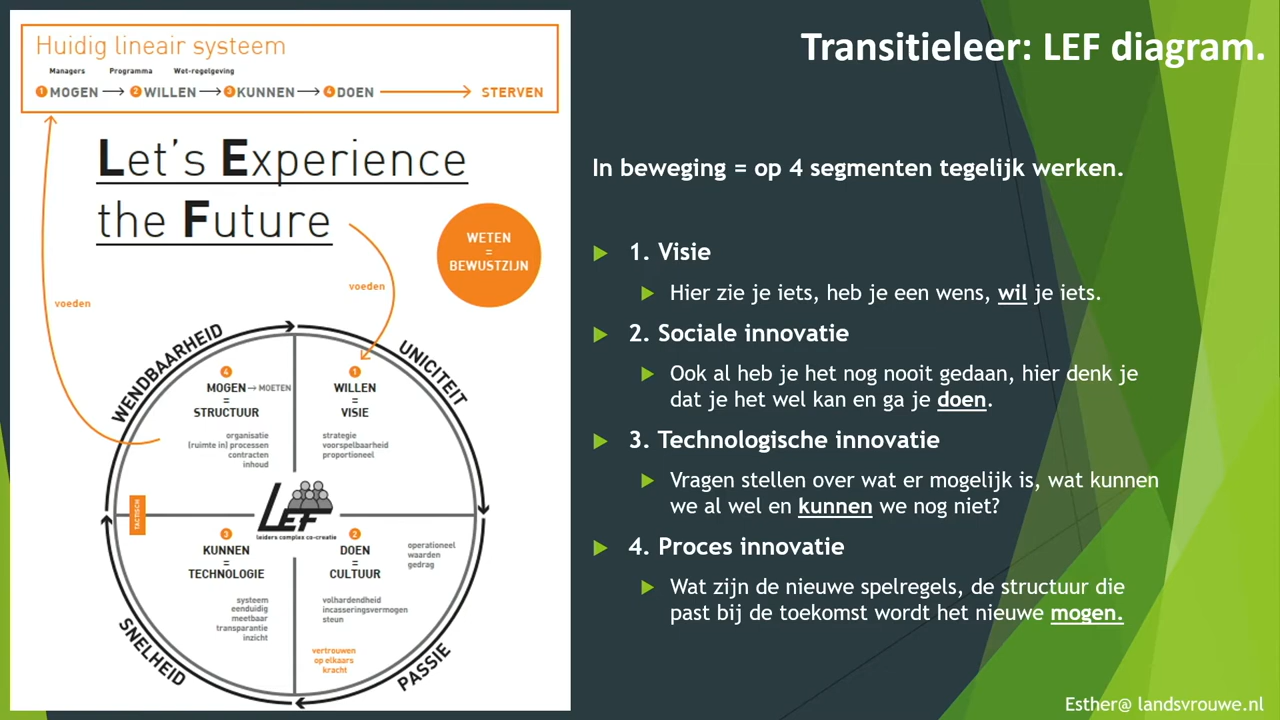 Huidig lineair systeem
Managers Programma Wet-regelgeving
1 MOGEN → 2 WILLEN → 3 KUNNEN → 4 DOEN → STERVEN
Let's Experience
the Future
WETEN
=
BEWUSTZIJN
voeden
voeden
WENDBAARHEID
UNICITEIT
4
MOGEN → MOETEN
=
STRUCTUUR
organisatie
(ruimte in) processen
contracten
inhoud
1
WILLEN
=
VISIE
strategie
voorspelbaarheid
proportioneel
TACTISCH
LEF
leiders complex co-creatie
3
KUNNEN
=
TECHNOLOGIE
systeem
eenduidig
meetbaar
transparantie
inzicht
2
DOEN
=
CULTUUR
operationeel
waarden
gedrag
volhardendheid
incasseringsvermogen
steun
vertrouwen
op elkaars
kracht
SNELHEID
PASSIE
Transitieleer: LEF diagram.
In beweging = op 4 segmenten tegelijk werken.
1. Visie
Hier zie je iets, heb je een wens, wil je iets.
2. Sociale innovatie
Ook al heb je het nog nooit gedaan, hier denk je
dat je het wel kan en ga je doen.
3. Technologische innovatie
Vragen stellen over wat er mogelijk is, wat kunnen
we al wel en kunnen we nog niet?
4. Proces innovatie
Wat zijn de nieuwe spelregels, de structuur die
past bij de toekomst wordt het nieuwe mogen.
Esther@ landsvrouwe.nl